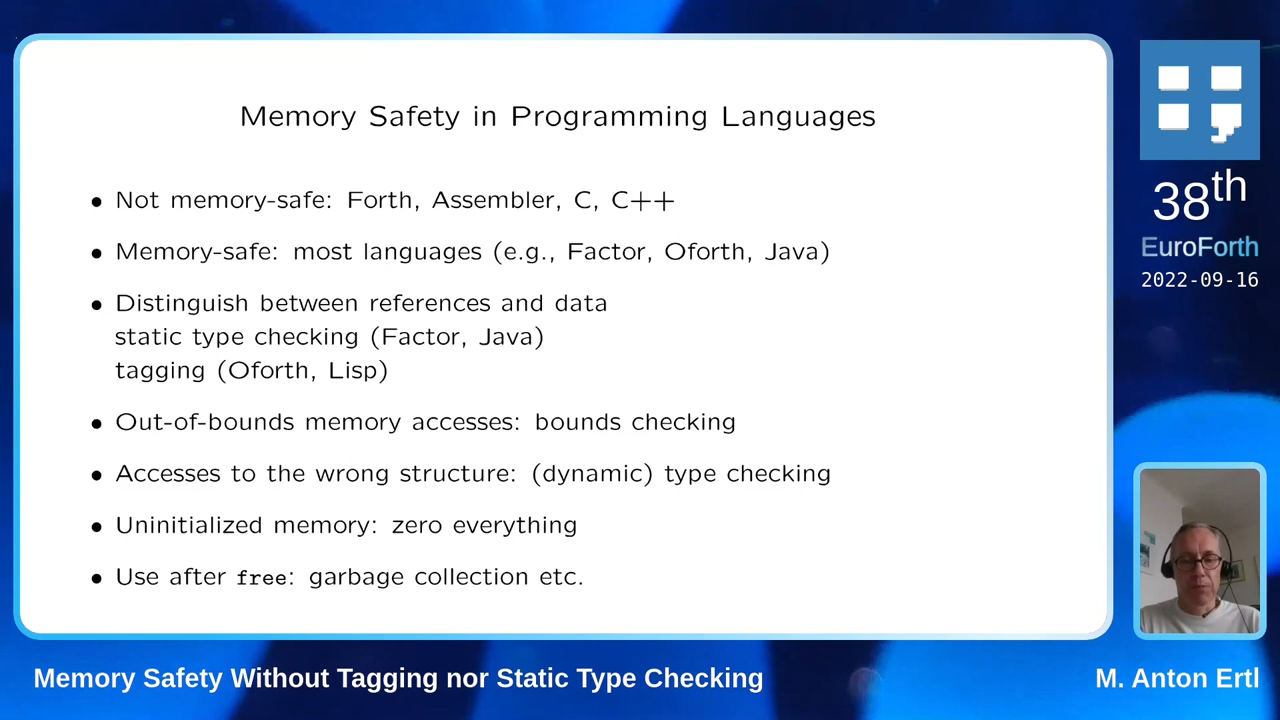 Memory Safety in Programming Languages
• Not memory-safe: Forth, Assembler, C, C++
• Memory-safe: most languages (e.g., Factor, Oforth, Java)
• Distinguish between references and data
static type checking (Factor, Java)
tagging (Oforth, Lisp)
• Out-of-bounds memory accesses: bounds checking
• Accesses to the wrong structure: (dynamic) type checking
• Uninitialized memory: zero everything
• Use after free: garbage collection etc.
38th
EuroForth
2022-09-16
Memory Safety Without Tagging nor Static Type Checking
M. Anton Ertl